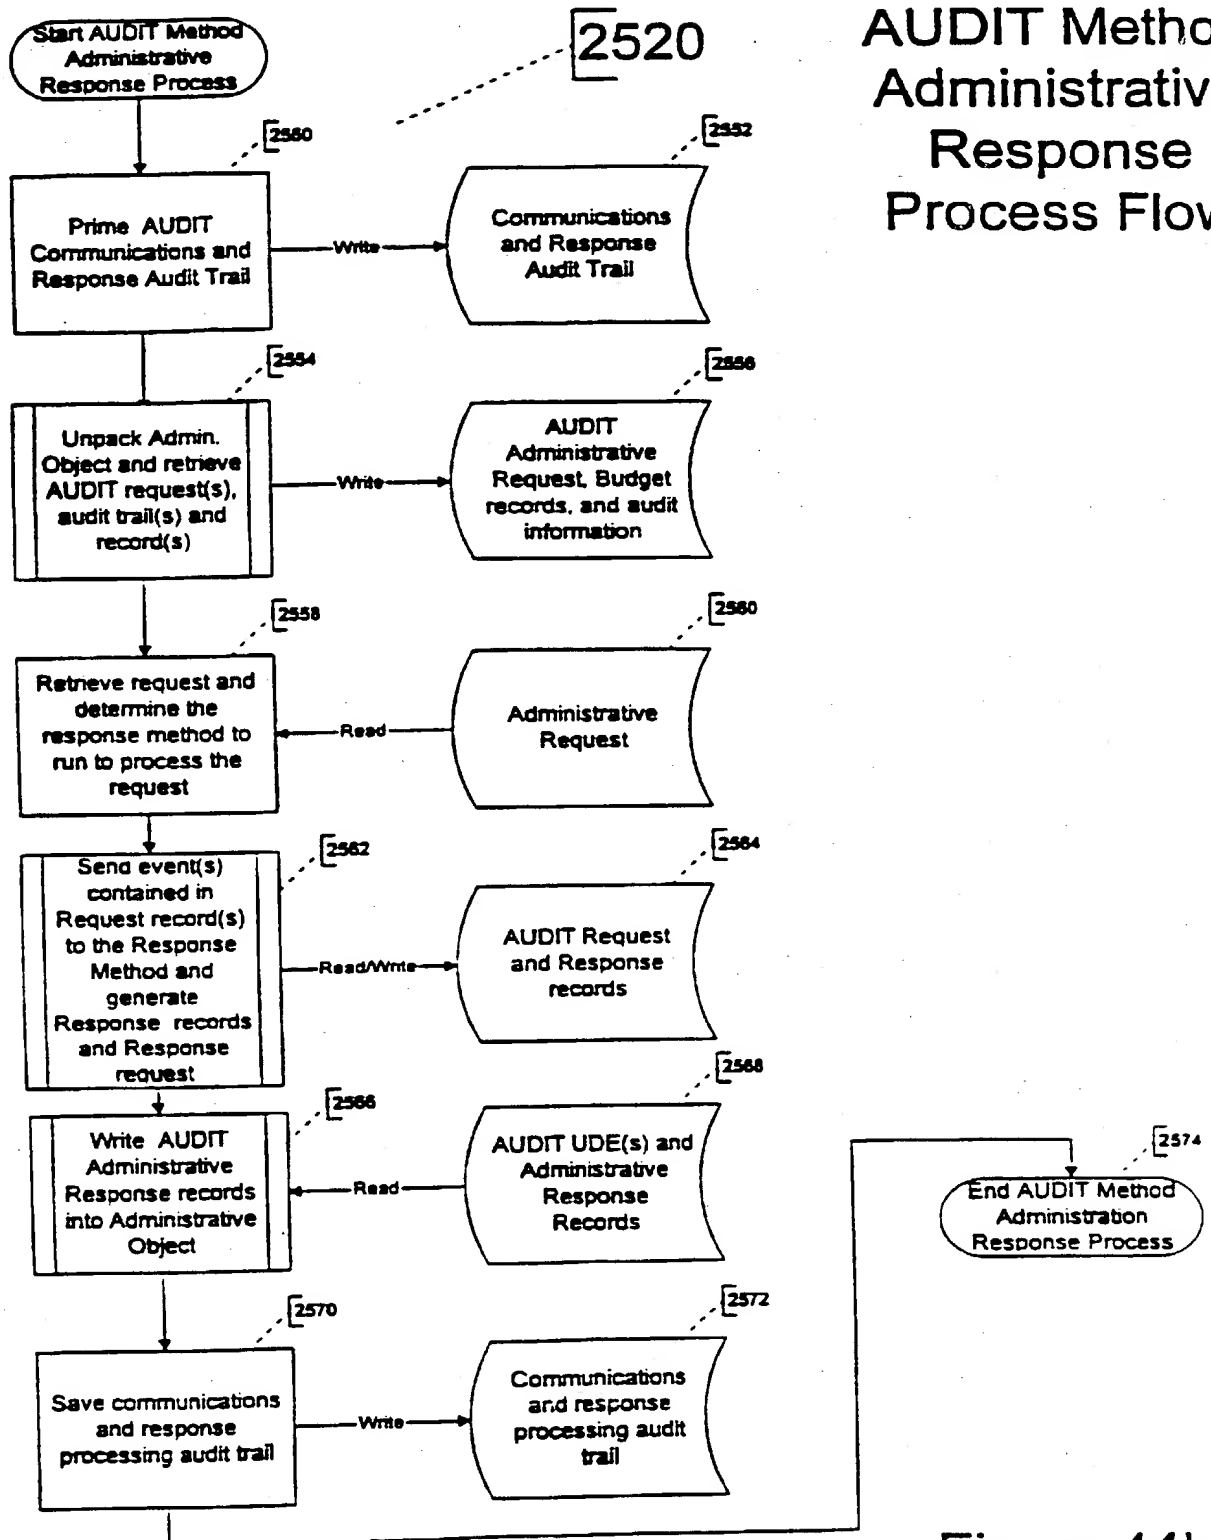 Start AUDIT Method
Administrative
Response Process
2520
AUDIT Metho
Administrativ
Response
Process Flow
2550
Prime AUDIT
Communications and
Response Audit Trail
Write
2552
Communications
and Response
Audit Trail
2554
Unpack Admin.
Object and retrieve
AUDIT request(s),
audit trail(s) and
record(s)
Write
2556
AUDIT
Administrative
Request, Budget
records, and audit
information
2558
Retrieve request and
determine the
response method to
run to process the
request
Read
2560
Administrative
Request
2562
Send event(s)
contained in
Request record(s)
to the Response
Method and
generate
Response records
and Response
request
Read/Write
2564
AUDIT Request
and Response
records
2566
Write AUDIT
Administrative
Response records
into Administrative
Object
Read
2568
AUDIT UDE(s) and
Administrative
Response
Records
2574
End AUDIT Method
Administration
Response Process
2570
Save communications
and response
processing audit trail
Write
2572
Communications
and response
processing audit
trail